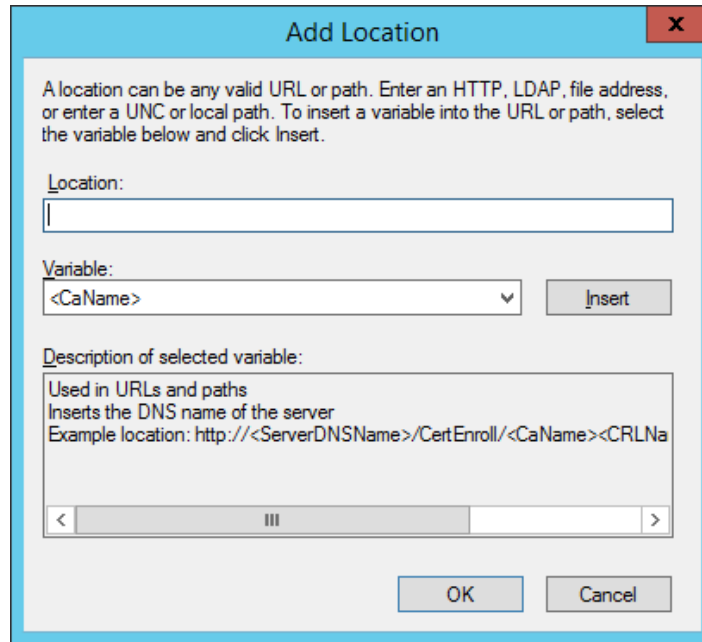 Add Location
x
A location can be any valid URL or path. Enter an HTTP, LDAP, file address,
or enter a UNC or local path. To insert a variable into the URL or path, select
the variable below and click Insert.
Location:
Variable:
<CaName>
Insert
Description of selected variable:
Used in URLs and paths
Inserts the DNS name of the server
Example location: http://<ServerDNSName>/CertEnroll/<CaName><CRLNa
OK
Cancel